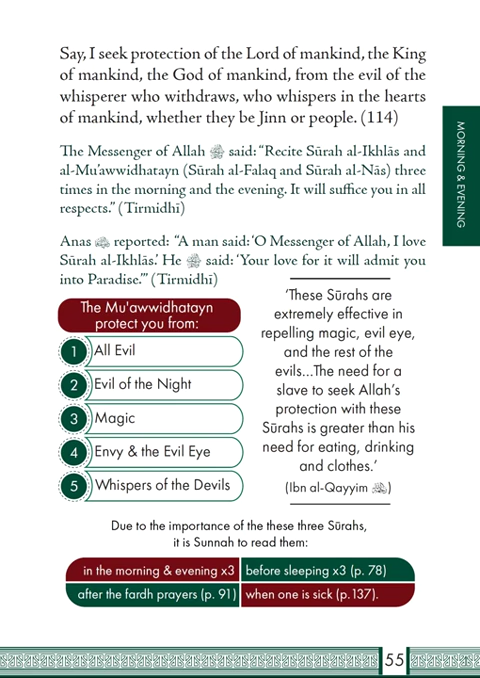 Say, I seek protection of the Lord of mankind, the King
of mankind, the God of mankind, from the evil of the
whisperer who withdraws, who whispers in the hearts
of mankind, whether they be Jinn or people. (114)
The Messenger of Allah ﷺ said: “Recite Sūrah al-Ikhlās and
al-Mu’awwidhatayn (Sūrah al-Falaq and Sūrah al-Nās) three
times in the morning and the evening. It will suffice you in all
respects.” (Tirmidhī)
Anas reported: “A man said: ‘O Messenger of Allah, I love
Sūrah al-Ikhlās.’ He ﷺ said: ‘Your love for it will admit you
into Paradise.’” (Tirmidhī)
The Mu'awwidhatayn
protect you from:
1 All Evil
2 Evil of the Night
3 Magic
4 Envy & the Evil Eye
5 Whispers of the Devils
‘These Sūrahs are
extremely effective in
repelling magic, evil eye,
and the rest of the
evils...The need for a
slave to seek Allah’s
protection with these
Sūrahs is greater than his
need for eating, drinking
and clothes.’
(Ibn al-Qayyim )
Due to the importance of the these three Sūrahs,
it is Sunnah to read them:
in the morning & evening x3 before sleeping x3 (p. 78)
after the fardh prayers (p. 91) when one is sick (p.137).
MORNING & EVENING
55